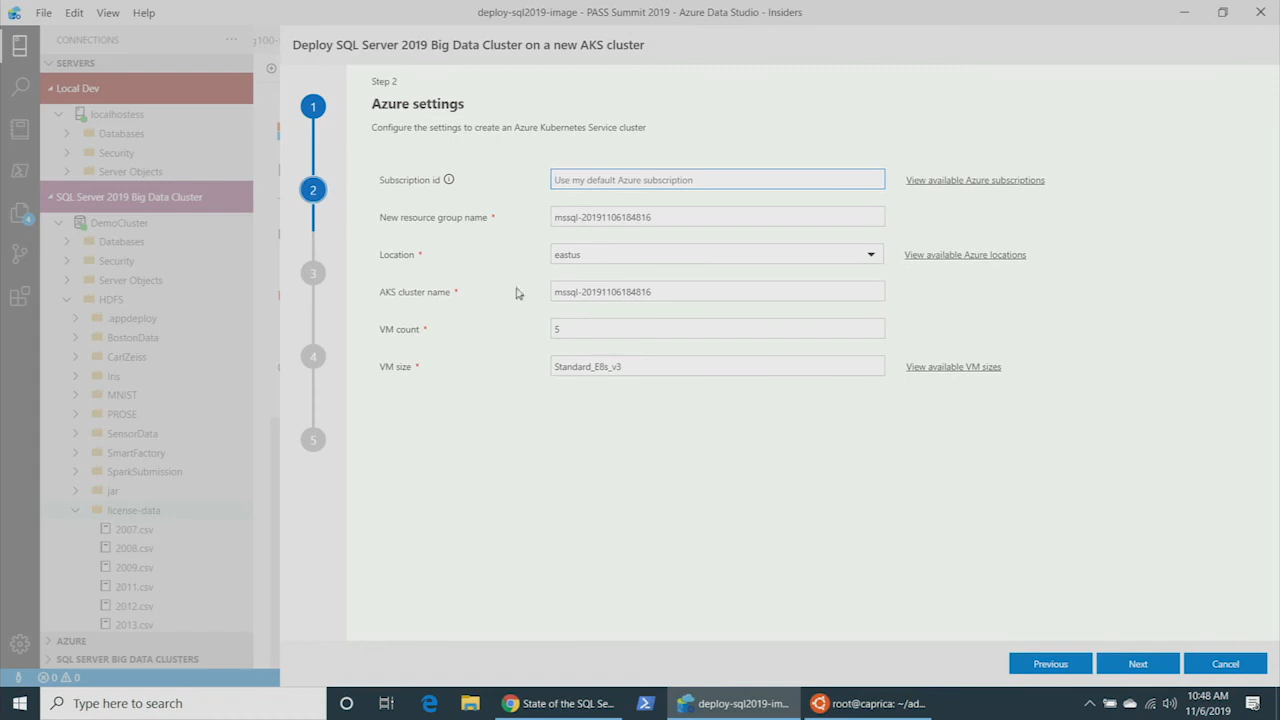 File Edit View Help
deploy-sql2019-image - PASS Summit 2019 - Azure Data Studio - Insiders
CONNECTIONS
SERVERS
Local Dev
localhostess
Databases
Security
Server Objects
SQL Server 2019 Big Data Cluster
DemoCluster
Databases
Security
Server Objects
HDFS
.appdeploy
BostonData
CarlZeiss
Iris
MNIST
PROSE
SensorData
SmartFactory
SparkSubmission
jar
license-data
2007.csv
2008.csv
2009.csv
2011.csv
2012.csv
2013.csv
AZURE
SQL SERVER BIG DATA CLUSTERS
4
0 0
Deploy SQL Server 2019 Big Data Cluster on a new AKS cluster
1
2
3
4
5
Step 2
Azure settings
Configure the settings to create an Azure Kubernetes Service cluster
Subscription id Use my default Azure subscription View available Azure subscriptions
New resource group name * mssql-20191106184816
Location * eastus View available Azure locations
AKS cluster name * mssql-20191106184816
VM count * 5
VM size * Standard_E8s_v3 View available VM sizes
Previous Next Cancel
Type here to search
State of the SQL Se...
deploy-sql2019-im...
root@caprica: ~/ad...
10:48 AM
11/6/2019